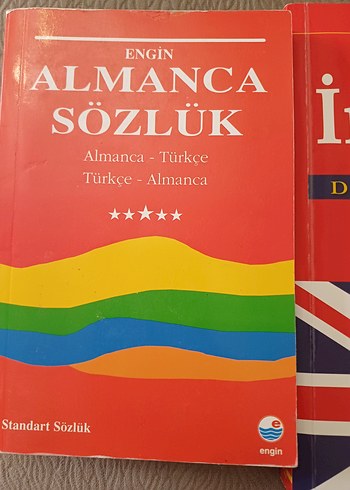 ENGİN
ALMANCA
SÖZLÜK
Almanca - Türkçe
Türkçe - Almanca
Standart Sözlük
e
engin
İ
D